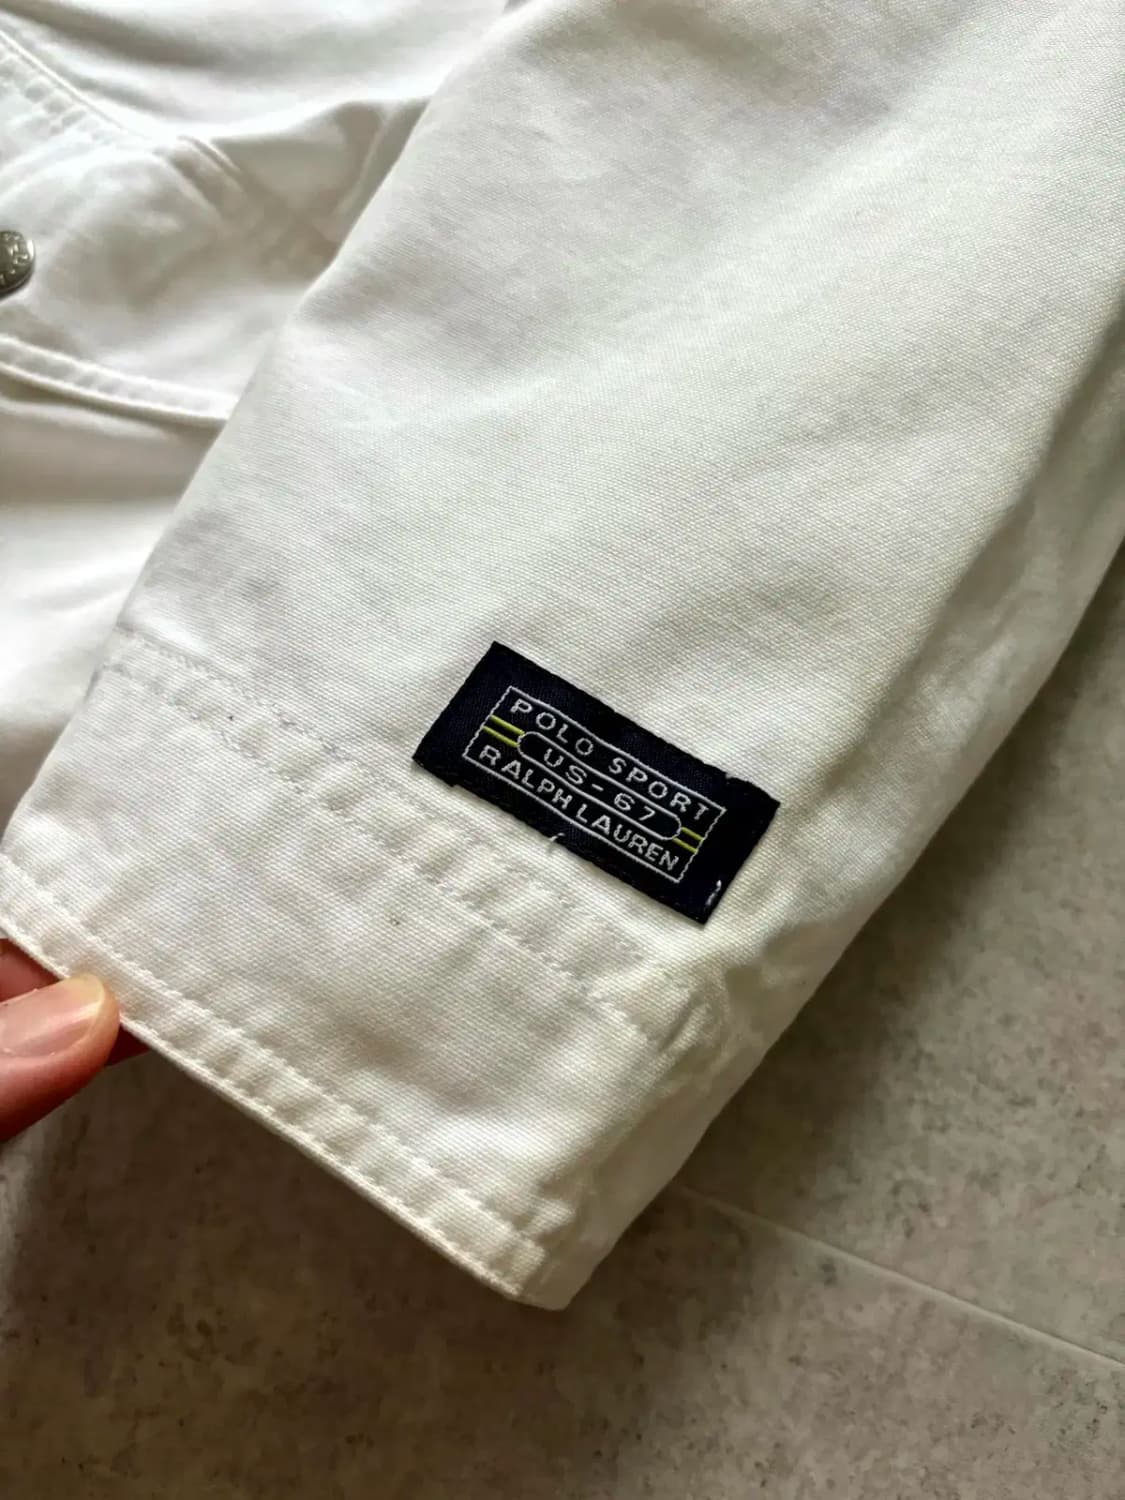 POLO SPORT
US-67
RALPH LAUREN